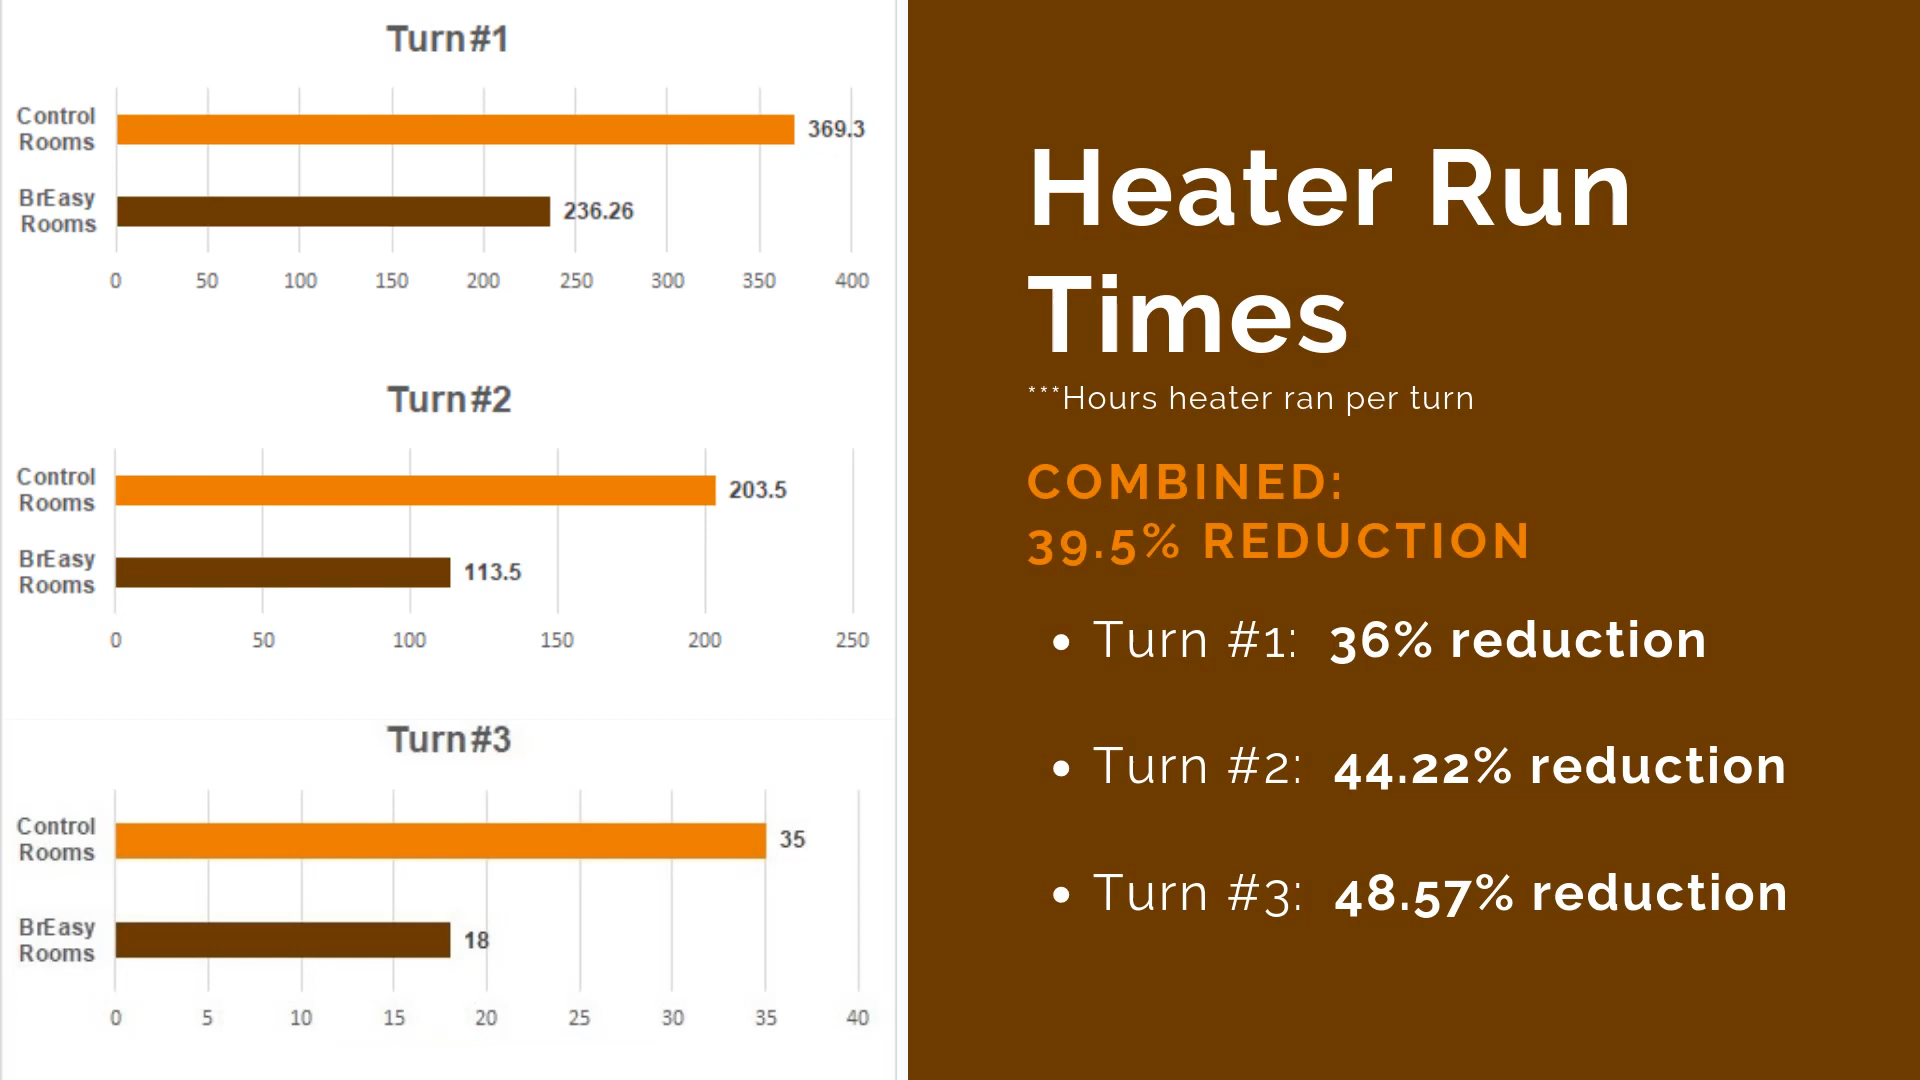 Turn#1
Control
Rooms
369.3
BrEasy
Rooms
236.26
0 50 100 150 200 250 300 350 400
Turn#2
Control
Rooms
203.5
BrEasy
Rooms
113.5
0 50 100 150 200 250
Turn#3
Control
Rooms
35
BrEasy
Rooms
18
0 5 10 15 20 25 30 35 40
Heater Run
Times
***Hours heater ran per turn
COMBINED:
39.5% REDUCTION
• Turn #1: 36% reduction
• Turn #2: 44.22% reduction
• Turn #3: 48.57% reduction